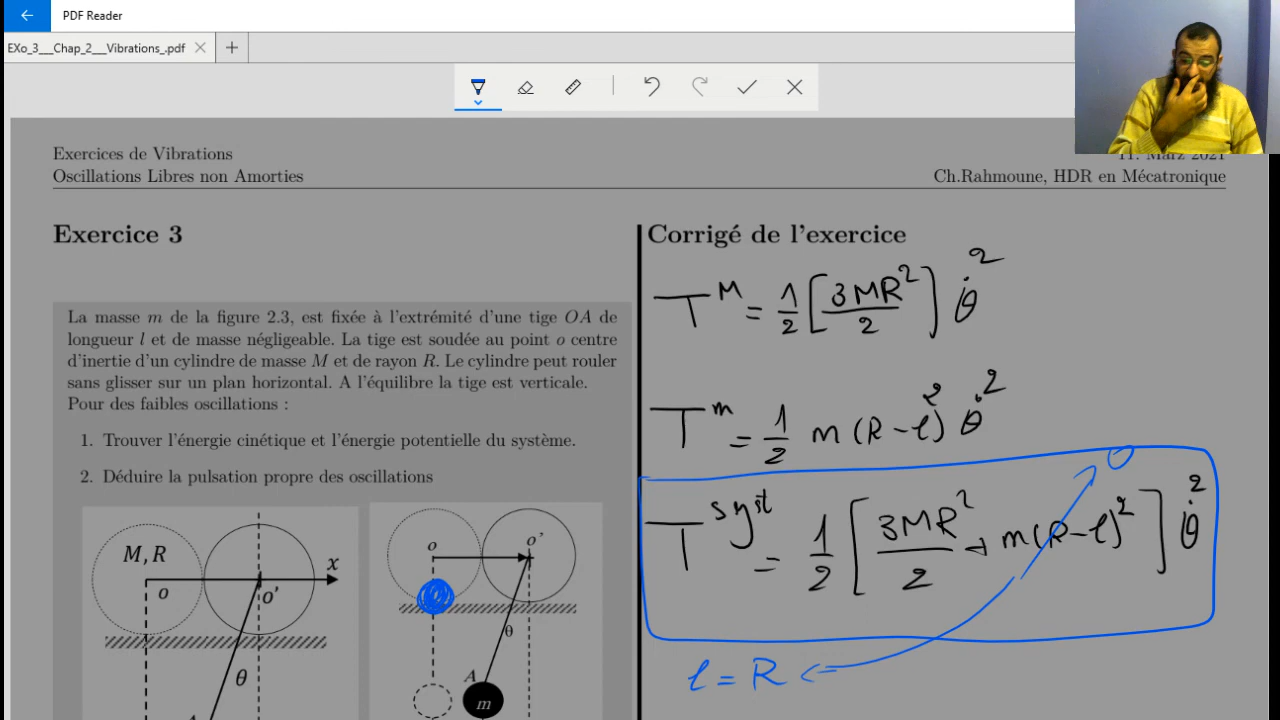 PDF Reader
EXo_3___Chap_2___Vibrations_.pdf
Exercices de Vibrations
Oscillations Libres non Amorties
11. März 2021
Ch.Rahmoune, HDR en Mécatronique
Exercice 3
La masse m de la figure 2.3, est fixée à l'extrémité d'une tige OA de
longueur l et de masse négligeable. La tige est soudée au point o centre
d'inertie d'un cylindre de masse M et de rayon R. Le cylindre peut rouler
sans glisser sur un plan horizontal. A l'équilibre la tige est verticale.
Pour des faibles oscillations :
1. Trouver l'énergie cinétique et l'énergie potentielle du système.
2. Déduire la pulsation propre des oscillations
M, R
x
o
o'
θ
o
o'
θ
A
m
Corrigé de l'exercice
T^M = 1/2 [3MR²/2] θ̇²
T^m = 1/2 m(R-l)² θ̇²
0
T^syst = 1/2 [3MR²/2 + m(R-l)²] θ̇²
l = R